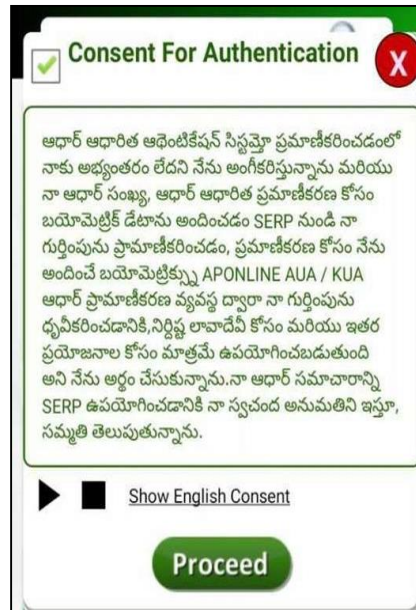 Consent For Authentication
X
ఆధార్ ఆధారిత ఆథెంటికేషన్ సిస్టమ్తో ప్రమాణీకరించడంలో
నాకు అభ్యంతరం లేదని నేను అంగీకరిస్తున్నాను మరియు
నా ఆధార్ సంఖ్య, ఆధార్ ఆధారిత ప్రమాణీకరణ కోసం
బయోమెట్రిక్ డేటాను అందించడం SERP నుండి నా
గుర్తింపును ప్రామాణీకరించడం, ప్రమాణీకరణ కోసం నేను
అందించే బయోమెట్రిక్స్ను APONLINE AUA / KUA
ఆధార్ ప్రామాణీకరణ వ్యవస్థ ద్వారా నా గుర్తింపును
ధృవీకరించడానికి,నిర్దిష్ట లావాదేవీ కోసం మరియు ఇతర
ప్రయోజనాల కోసం మాత్రమే ఉపయోగించబడుతుంది
అని నేను అర్థం చేసుకున్నాను.నా ఆధార్ సమాచారాన్ని
SERP ఉపయోగించడానికి నా స్వచంద అనుమతిని ఇస్తూ,
సమ్మతి తెలుపుతున్నాను.
Show English Consent
Proceed